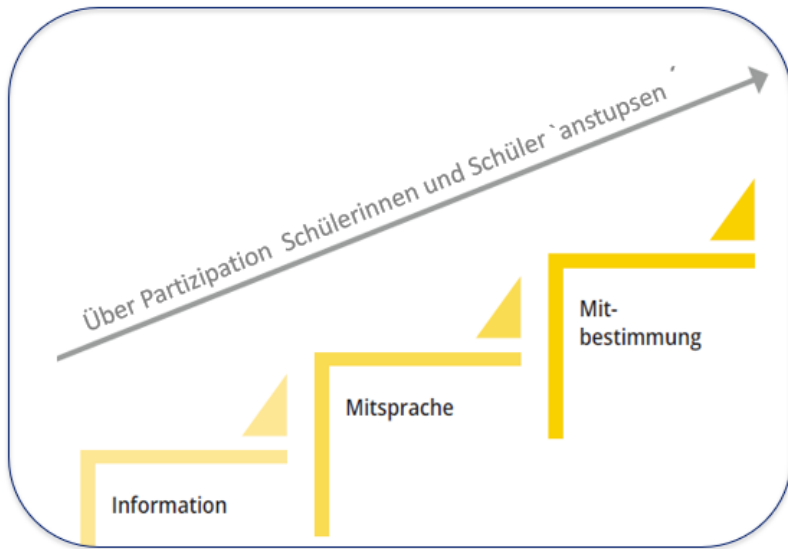 Über Partizipation Schülerinnen und Schüler `anstupsen ´
Mit-
bestimmung
Mitsprache
Information